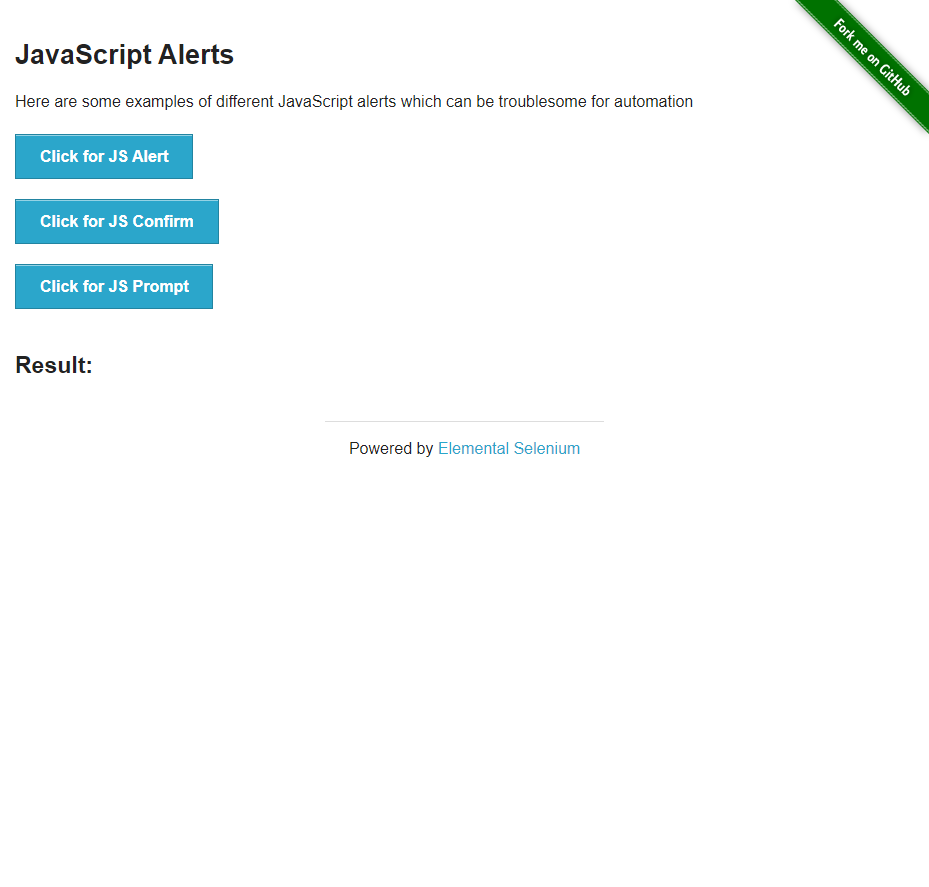 Fork me on GitHub
JavaScript Alerts
Here are some examples of different JavaScript alerts which can be troublesome for automation
Click for JS Alert
Click for JS Confirm
Click for JS Prompt
Result:
Powered by Elemental Selenium